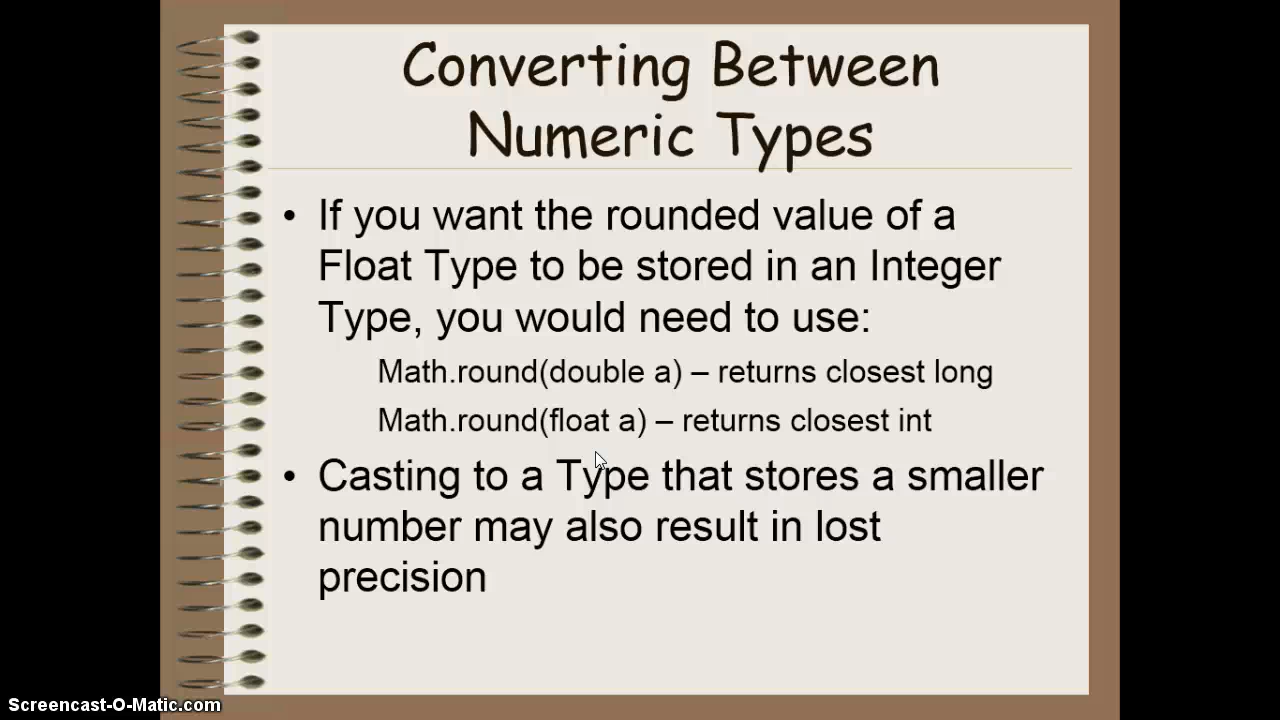 Converting Between
Numeric Types
• If you want the rounded value of a
Float Type to be stored in an Integer
Type, you would need to use:
Math.round(double a) – returns closest long
Math.round(float a) – returns closest int
• Casting to a Type that stores a smaller
number may also result in lost
precision
Screencast-O-Matic.com